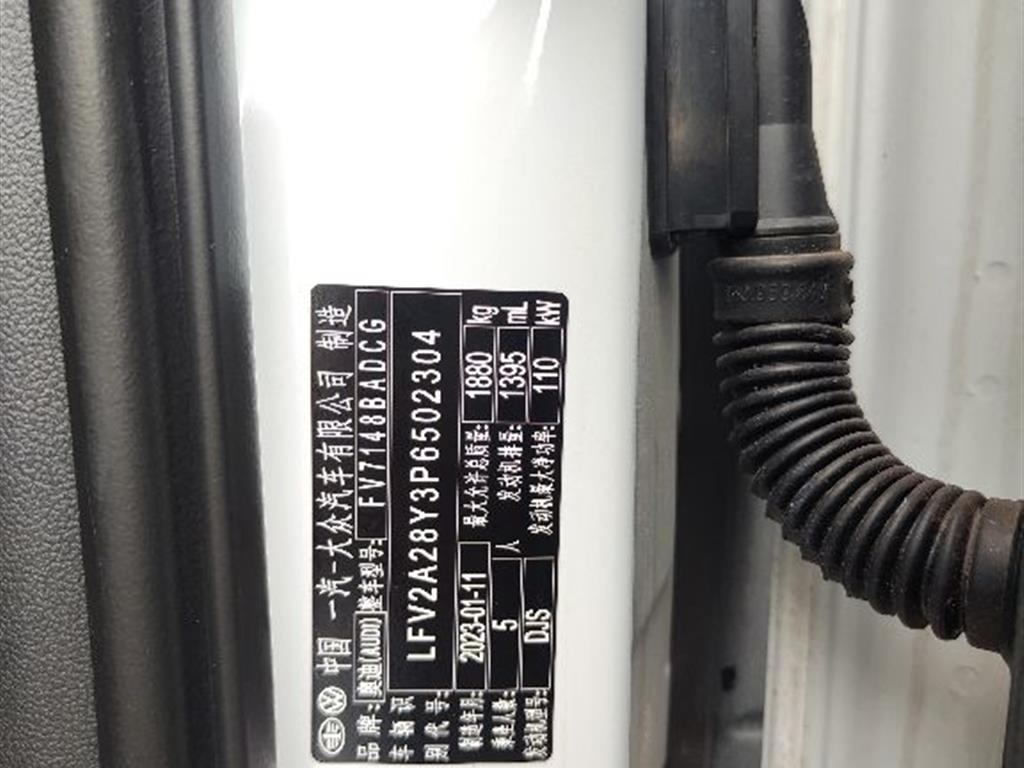 中国 一汽-大众汽车有限公司 制造
品牌: 奥迪(AUDI) 整车型号: FV7148BADCG
车辆识别代号: LFV2A28Y3P6502304
制造年月: 2023-01-11 最大允许总质量: 1880 kg
乘坐人数: 5 人 发动机排量: 1395 mL
发动机型号: DJS 发动机最大净功率: 110 kW